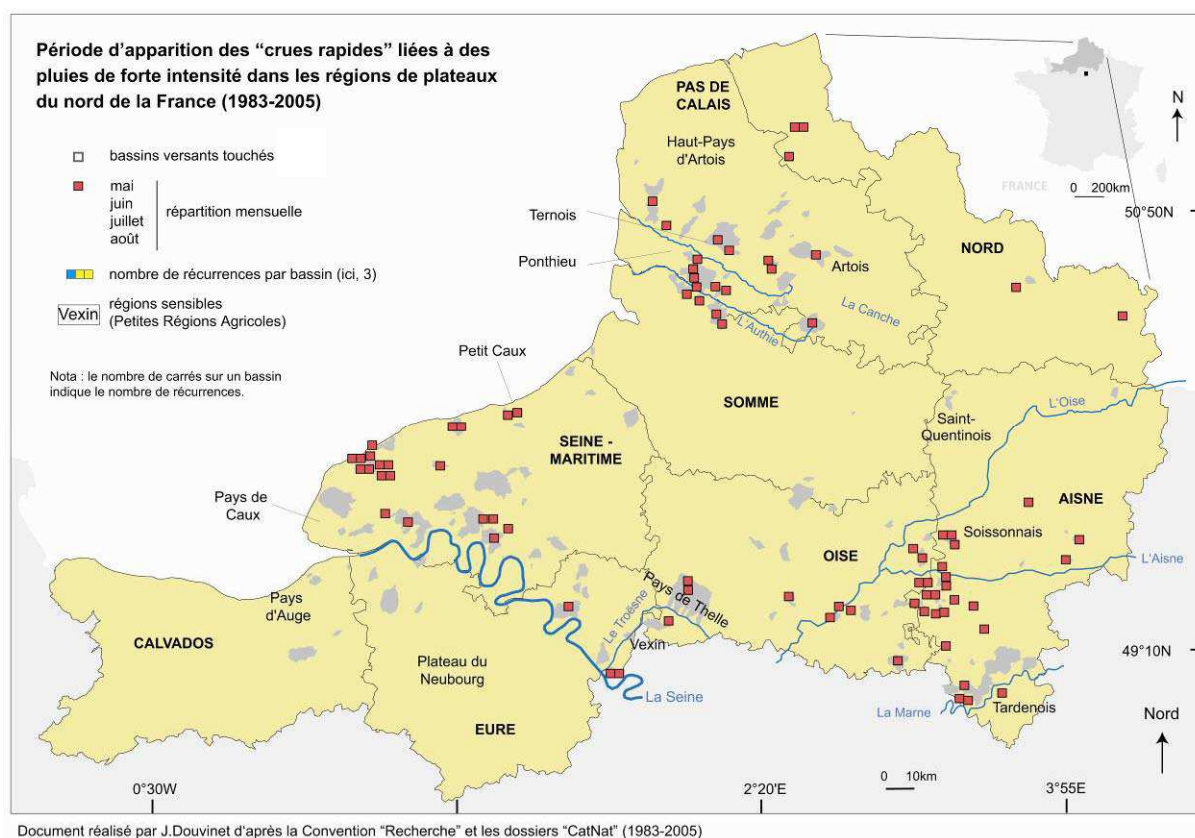 Période d'apparition des “crues rapides” liées à des
pluies de forte intensité dans les régions de plateaux
du nord de la France (1983-2005)
bassins versants touchés
mai
juin
juillet
août
répartition mensuelle
nombre de récurrences par bassin (ici, 3)
Vexin
régions sensibles
(Petites Régions Agricoles)
Nota : le nombre de carrés sur un bassin
indique le nombre de récurrences.
N
FRANCE
0 200km
50°50
PAS DE
CALAIS
Haut-Pays
d'Artois
Ternois
Ponthieu
Artois
NORD
La Canche
L'Authie
Petit Caux
SOMME
Saint-
Quentinois
L'Oise
SEINE -
MARITIME
AISNE
Pays de
Caux
Soissonnais
OISE
L'Aisne
Pays de Thelle
Pays
d'Auge
Le Troësne
CALVADOS
Vexin
49°10
Plateau du
Neubourg
La Seine
La Marne
Tardenois
EURE
Nord
0 10km
0°30W
2°20E
3°55E
Document réalisé par J.Douvinet d'après la Convention “Recherche” et les dossiers “CatNat” (1983-2005)